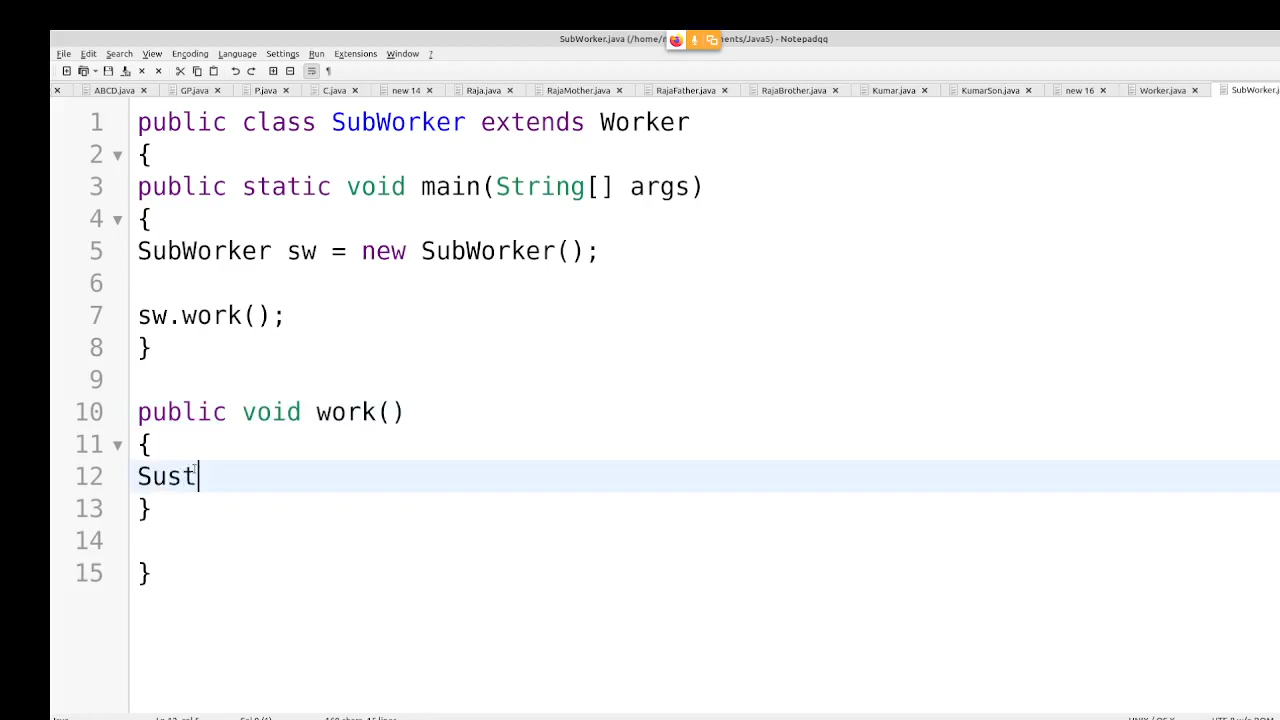 SubWorker.java (/home/ ments/Java5) - Notepadqq
File Edit Search View Encoding Language Settings Run Extensions Window ?
ABCD.java GP.java P.java C.java new 14 Raja.java RajaMother.java RajaFather.java RajaBrother.java Kumar.java KumarSon.java new 16 Worker.java SubWorker.j
1 public class SubWorker extends Worker
2 {
3 public static void main(String[] args)
4 {
5 SubWorker sw = new SubWorker();
6
7 sw.work();
8 }
9
10 public void work()
11 {
12 Sust
13 }
14
15 }